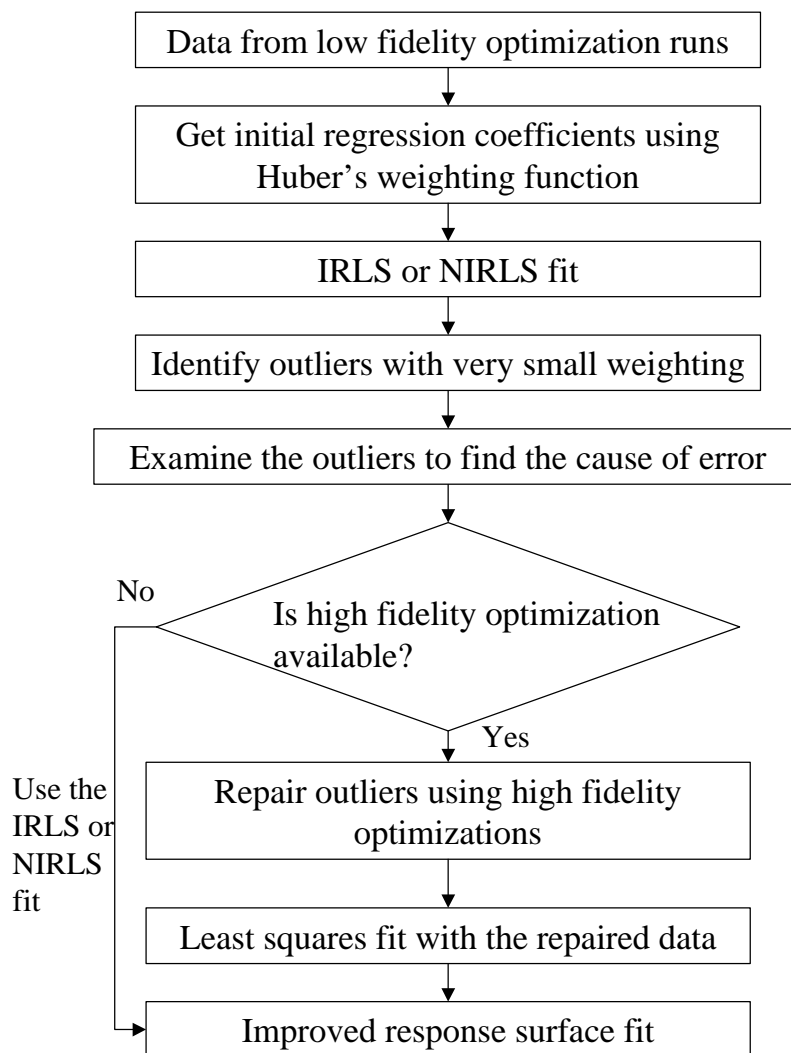 Data from low fidelity optimization runs
Get initial regression coefficients using
Huber’s weighting function
IRLS or NIRLS fit
Identify outliers with very small weighting
Examine the outliers to find the cause of error
No
Is high fidelity optimization
available?
Yes
Use the
IRLS or
NIRLS
fit
Repair outliers using high fidelity
optimizations
Least squares fit with the repaired data
Improved response surface fit